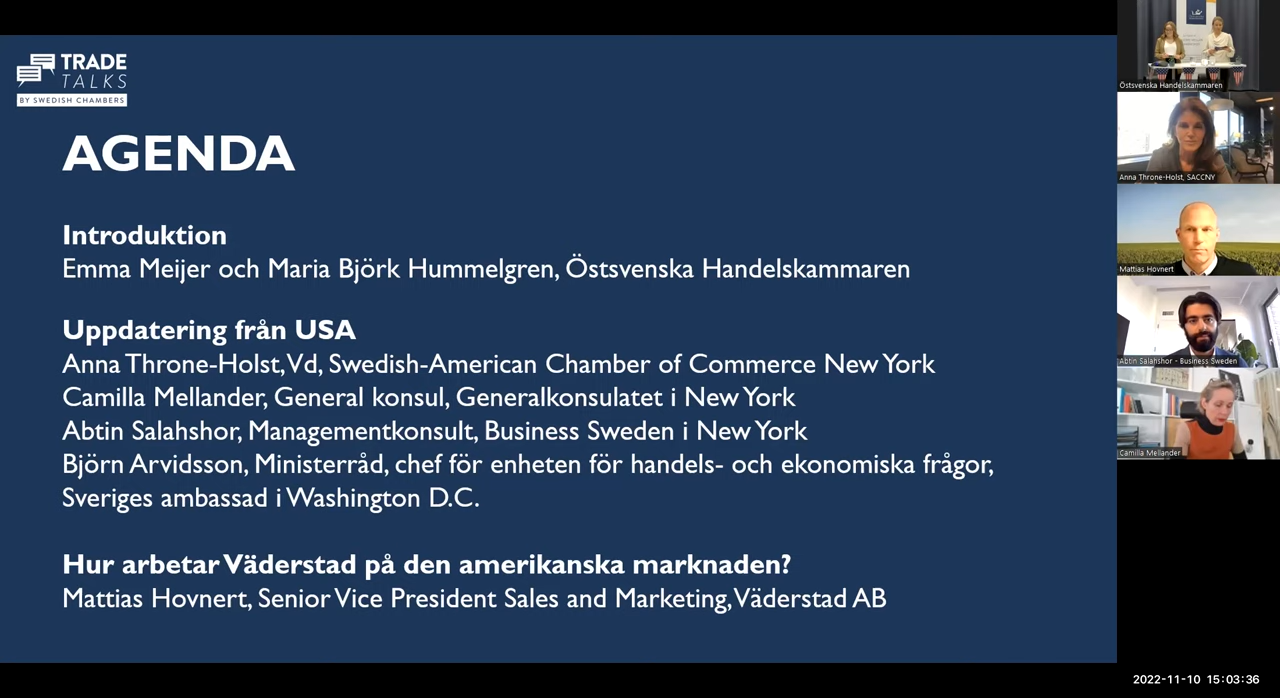 TRADE
TALKS
BY SWEDISH CHAMBERS
AGENDA
Introduktion
Emma Meijer och Maria Björk Hummelgren, Östsvenska Handelskammaren
Uppdatering från USA
Anna Throne-Holst, Vd, Swedish-American Chamber of Commerce New York
Camilla Mellander, General konsul, Generalkonsulatet i New York
Abtin Salahshor, Managementkonsult, Business Sweden i New York
Björn Arvidsson, Ministerråd, chef för enheten för handels- och ekonomiska frågor,
Sveriges ambassad i Washington D.C.
Hur arbetar Väderstad på den amerikanska marknaden?
Mattias Hovnert, Senior Vice President Sales and Marketing, Väderstad AB
Östsvenska Handelskammaren
Anna Throne-Holst, SACCNY
Mattias Hovnert
Abtin Salahshor - Business Sweden
Camilla Mellander
2022-11-10 15:03:36